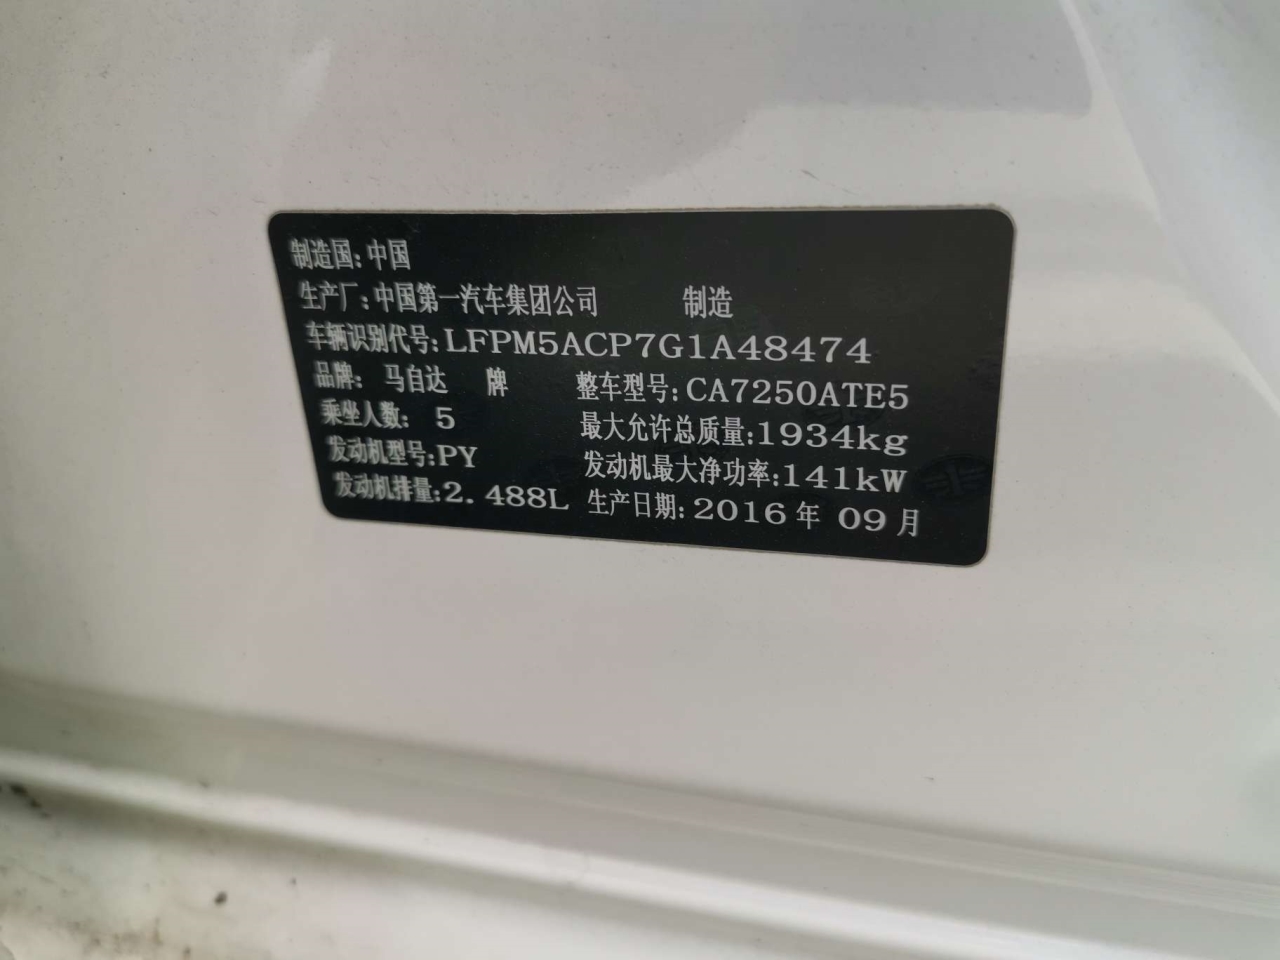 制造国:中国
生产厂:中国第一汽车集团公司 制造
车辆识别代号:LFPM5ACP7G1A48474
品牌: 马自达 牌 整车型号:CA7250ATE5
乘坐人数: 5 最大允许总质量:1934kg
发动机型号:PY 发动机最大净功率:141kW
发动机排量:2.488L 生产日期:2016年09月